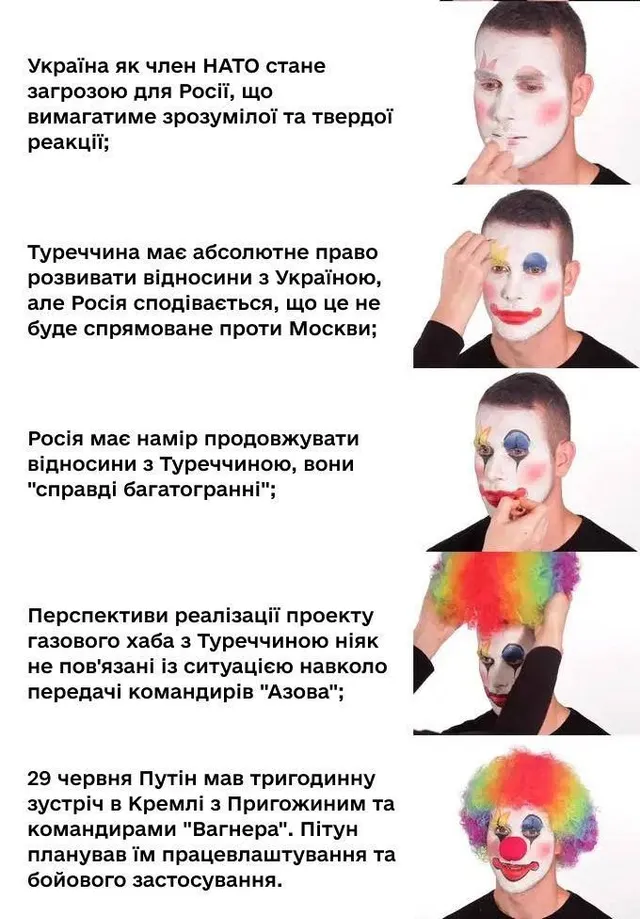 Україна як член НАТО стане
загрозою для Росії, що
вимагатиме зрозумілої та твердої
реакції;
Туреччина має абсолютне право
розвивати відносини з Україною,
але Росія сподівається, що це не
буде спрямоване проти Москви;
Росія має намір продовжувати
відносини з Туреччиною, вони
"справді багатогранні";
Перспективи реалізації проекту
газового хаба з Туреччиною ніяк
не пов'язані із ситуацією навколо
передачі командирів "Азова";
29 червня Путін мав тригодинну
зустріч в Кремлі з Пригожиним та
командирами "Вагнера". Пітун
планував їм працевлаштування та
бойового застосування.